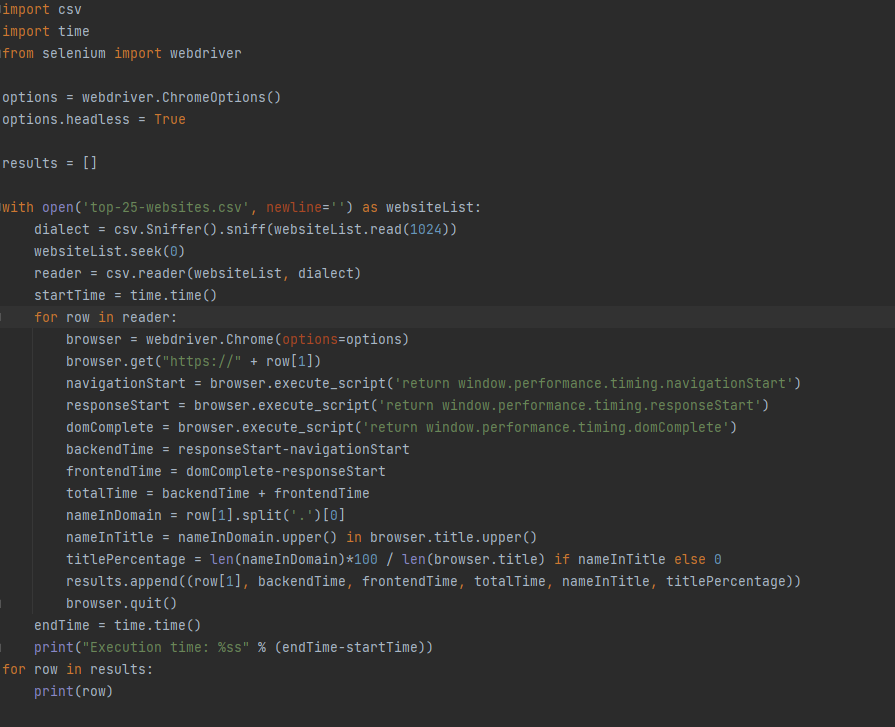 import csv
import time
from selenium import webdriver

options = webdriver.ChromeOptions()
options.headless = True

results = []

with open('top-25-websites.csv', newline='') as websiteList:
    dialect = csv.Sniffer().sniff(websiteList.read(1024))
    websiteList.seek(0)
    reader = csv.reader(websiteList, dialect)
    startTime = time.time()
    for row in reader:
        browser = webdriver.Chrome(options=options)
        browser.get("https://" + row[1])
        navigationStart = browser.execute_script('return window.performance.timing.navigationStart')
        responseStart = browser.execute_script('return window.performance.timing.responseStart')
        domComplete = browser.execute_script('return window.performance.timing.domComplete')
        backendTime = responseStart-navigationStart
        frontendTime = domComplete-responseStart
        totalTime = backendTime + frontendTime
        nameInDomain = row[1].split('.')[0]
        nameInTitle = nameInDomain.upper() in browser.title.upper()
        titlePercentage = len(nameInDomain)*100 / len(browser.title) if nameInTitle else 0
        results.append((row[1], backendTime, frontendTime, totalTime, nameInTitle, titlePercentage))
        browser.quit()
    endTime = time.time()
    print("Execution time: %ss" % (endTime-startTime))
for row in results:
    print(row)